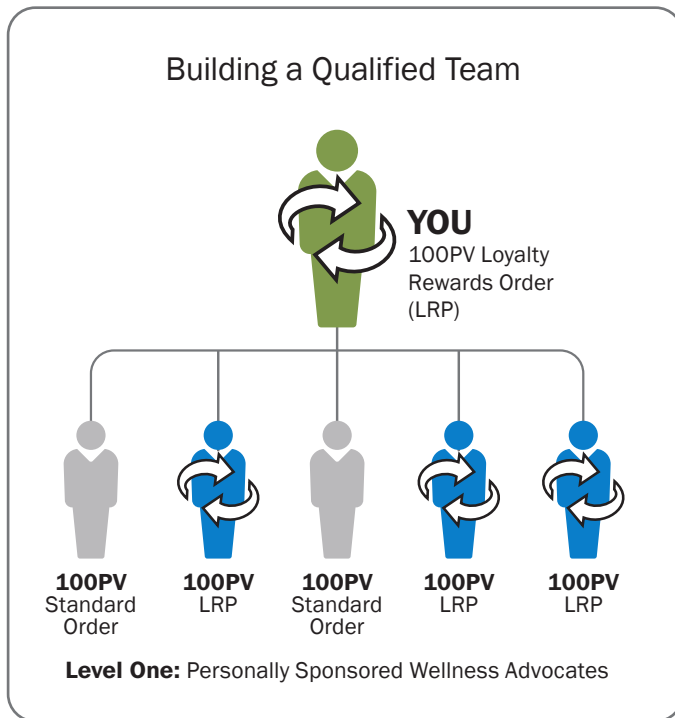 Building a Qualified Team
YOU
100PV Loyalty
Rewards Order
(LRP)
100PV
Standard
Order
100PV
LRP
100PV
Standard
Order
100PV
LRP
100PV
LRP
Level One: Personally Sponsored Wellness Advocates